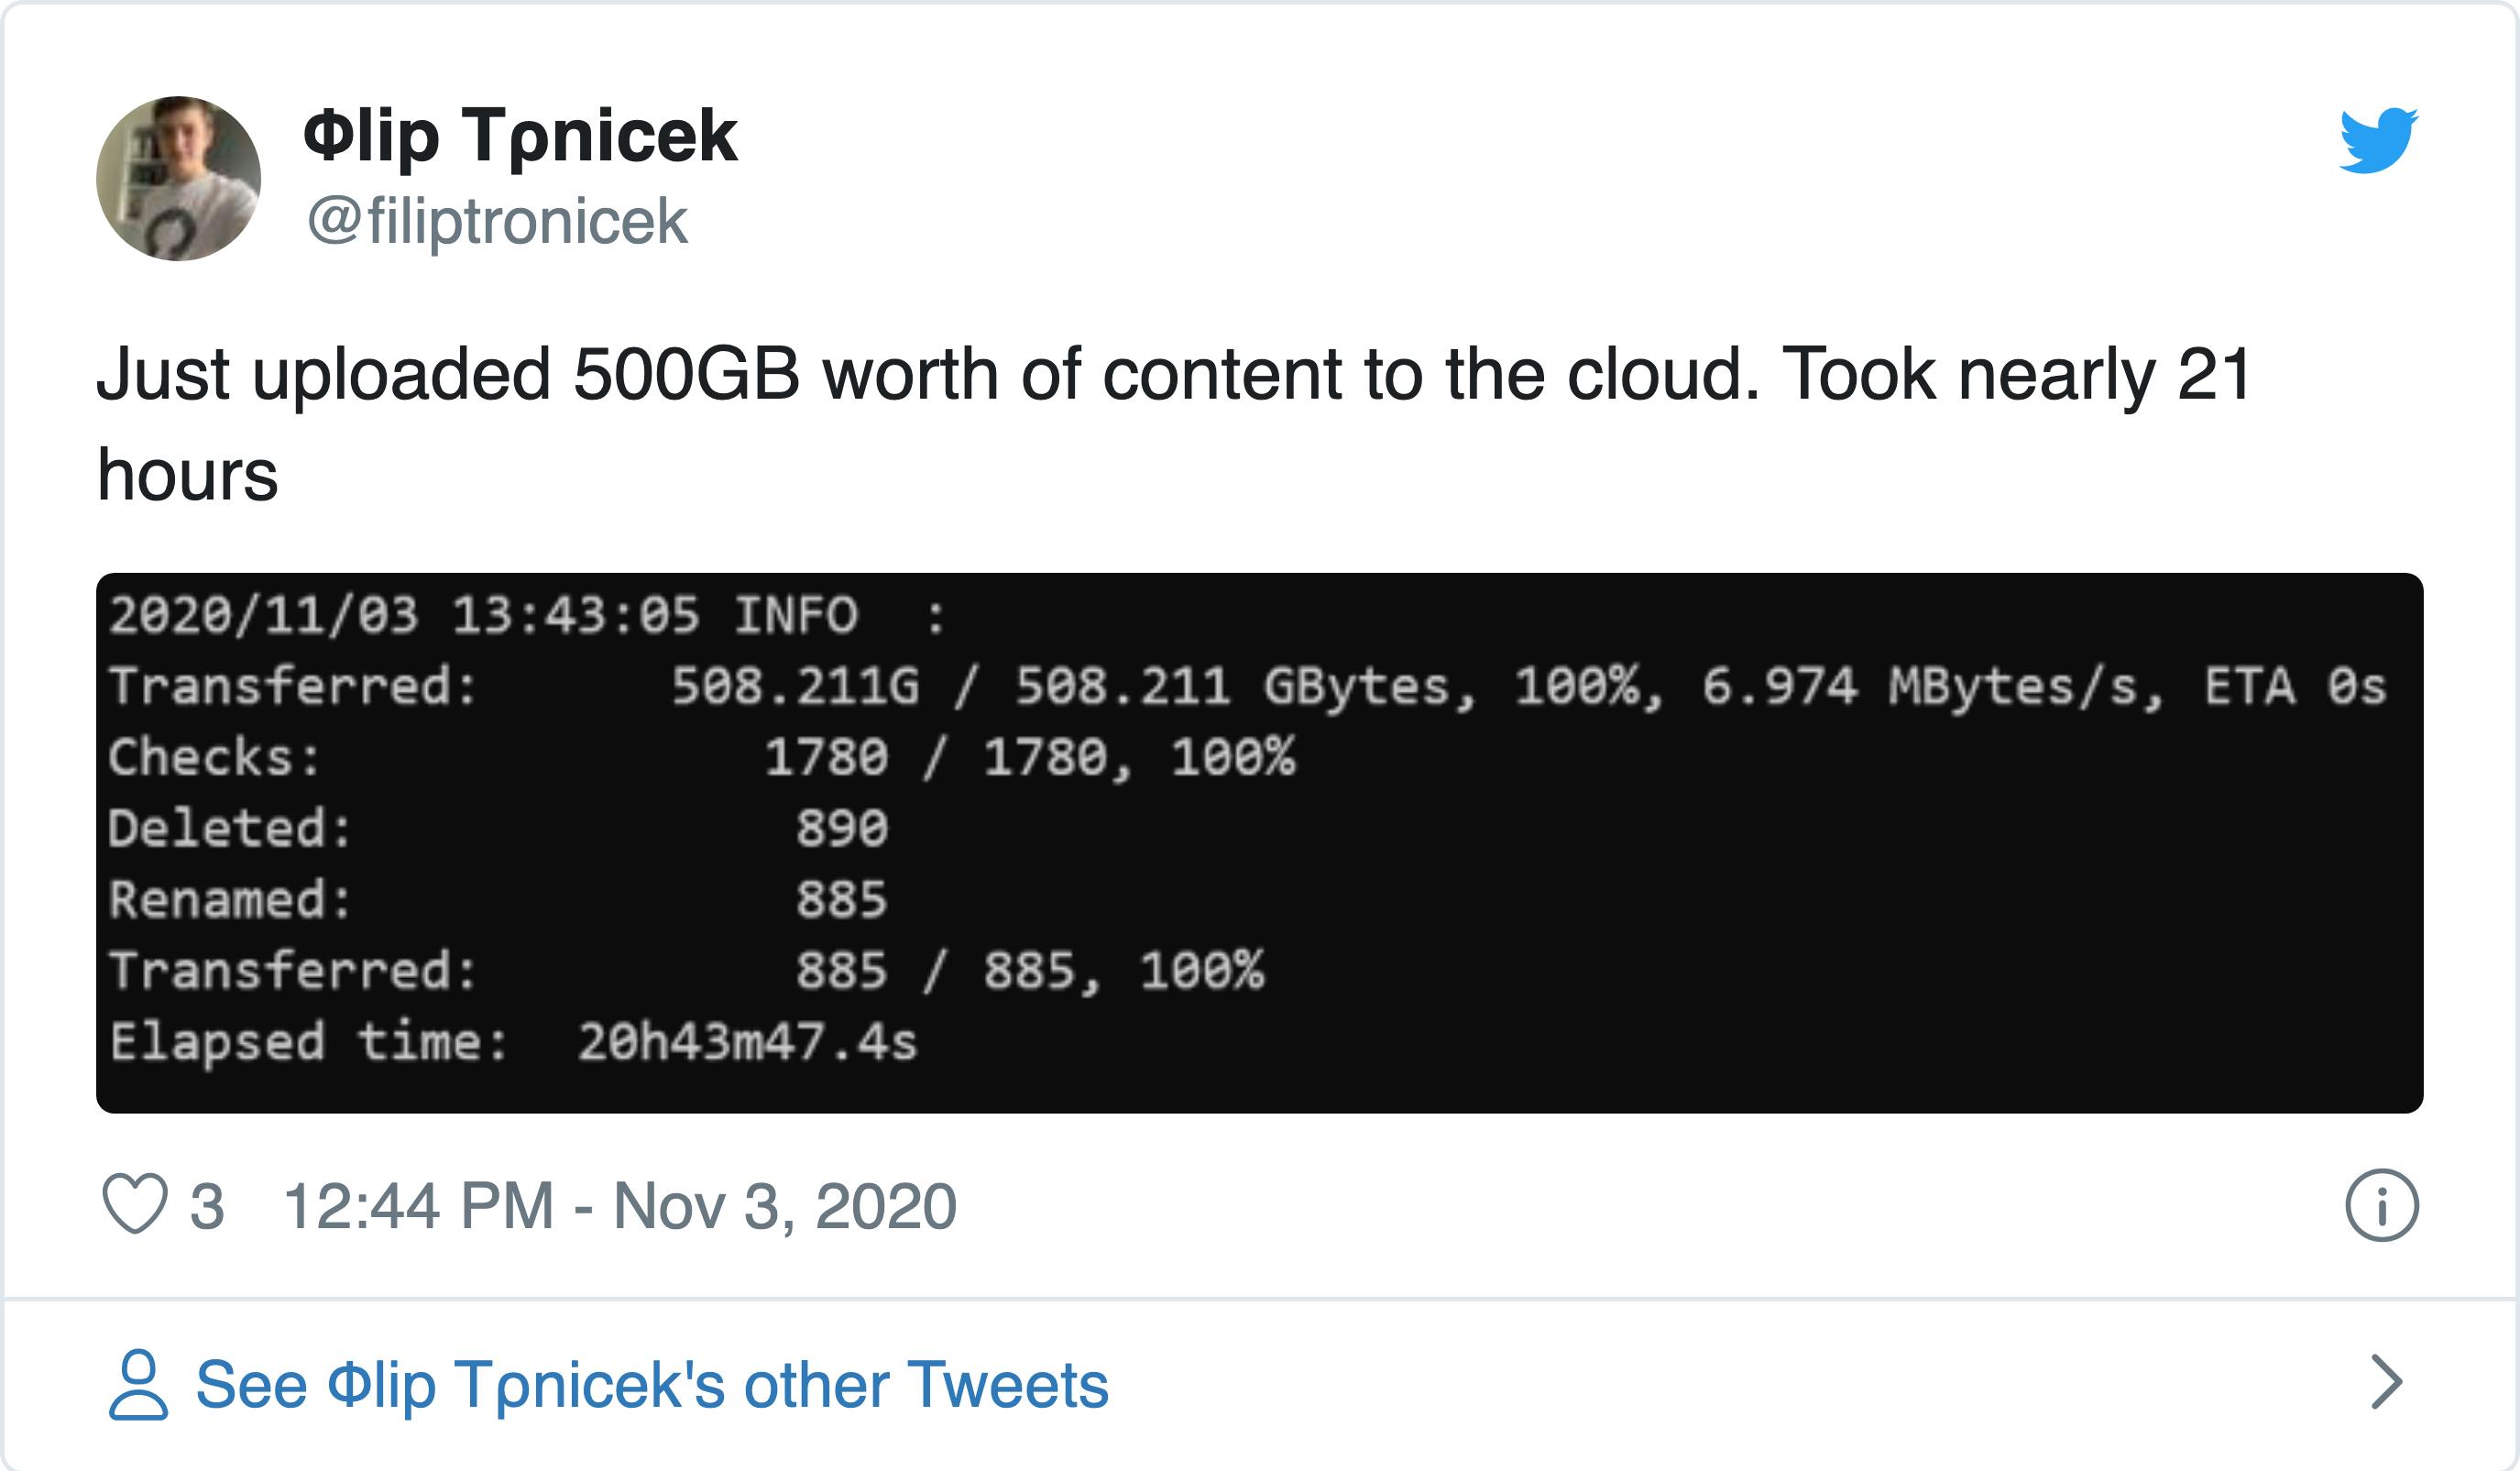 Φlip Tρnicek
@filiptronicek
Just uploaded 500GB worth of content to the cloud. Took nearly 21
hours
2020/11/03 13:43:05 INFO  :
Transferred:      508.211G / 508.211 GBytes, 100%, 6.974 MBytes/s, ETA 0s
Checks:              1780 / 1780, 100%
Deleted:              890
Renamed:              885
Transferred:          885 / 885, 100%
Elapsed time:  20h43m47.4s
3 12:44 PM - Nov 3, 2020
See Φlip Tρnicek's other Tweets